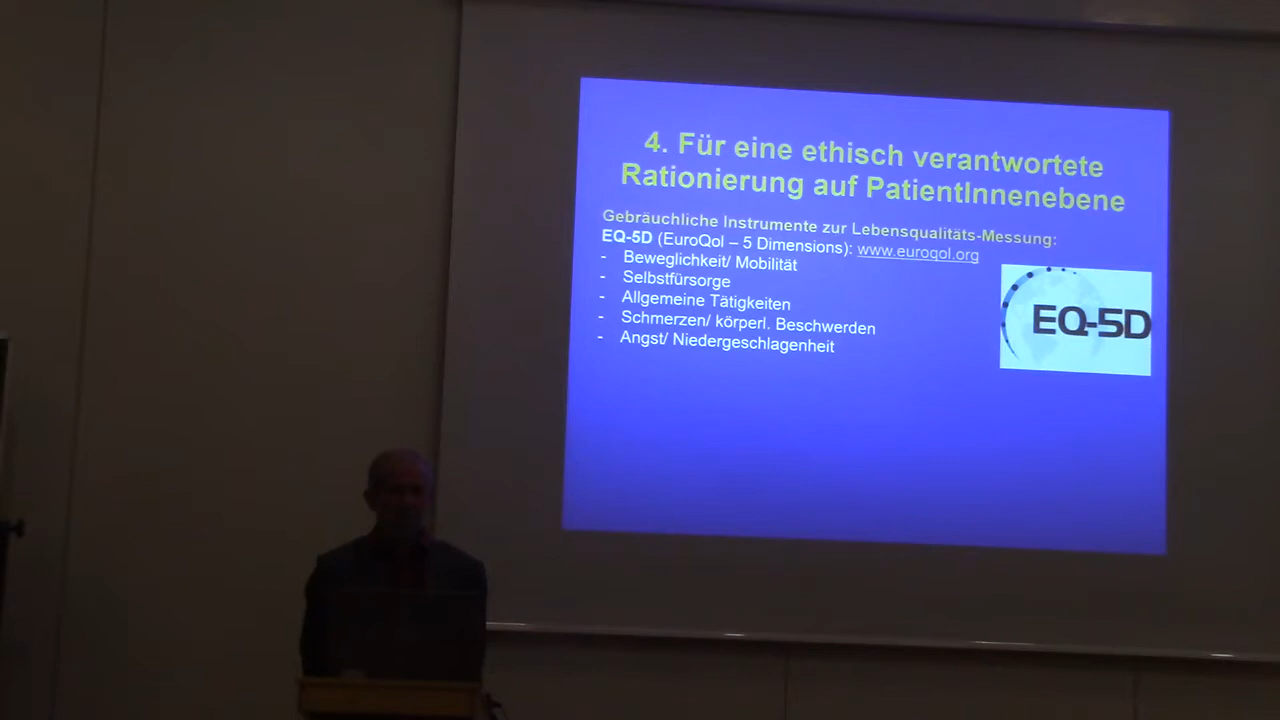 4. Für eine ethisch verantwortete
Rationierung auf PatientInnenebene
Gebräuchliche Instrumente zur Lebensqualitäts-Messung:
EQ-5D (EuroQol – 5 Dimensions): www.euroqol.org
- Beweglichkeit/ Mobilität
- Selbstfürsorge
- Allgemeine Tätigkeiten
- Schmerzen/ körperl. Beschwerden
- Angst/ Niedergeschlagenheit
EQ-5D